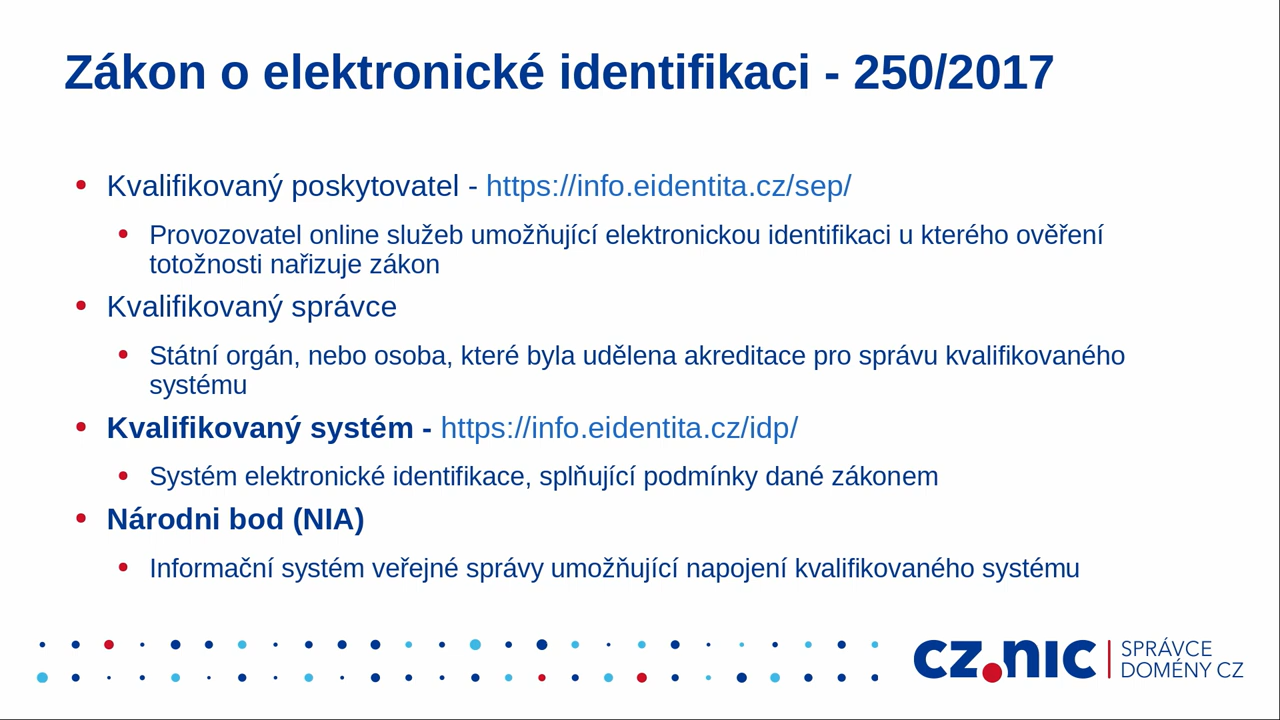 Zákon o elektronické identifikaci - 250/2017
• Kvalifikovaný poskytovatel - https://info.eidentita.cz/sep/
• Provozovatel online služeb umožňující elektronickou identifikaci u kterého ověření
totožnosti nařizuje zákon
• Kvalifikovaný správce
• Státní orgán, nebo osoba, které byla udělena akreditace pro správu kvalifikovaného
systému
• Kvalifikovaný systém - https://info.eidentita.cz/idp/
• Systém elektronické identifikace, splňující podmínky dané zákonem
• Národni bod (NIA)
• Informační systém veřejné správy umožňující napojení kvalifikovaného systému
cz.nic
SPRÁVCE
DOMÉNY CZ